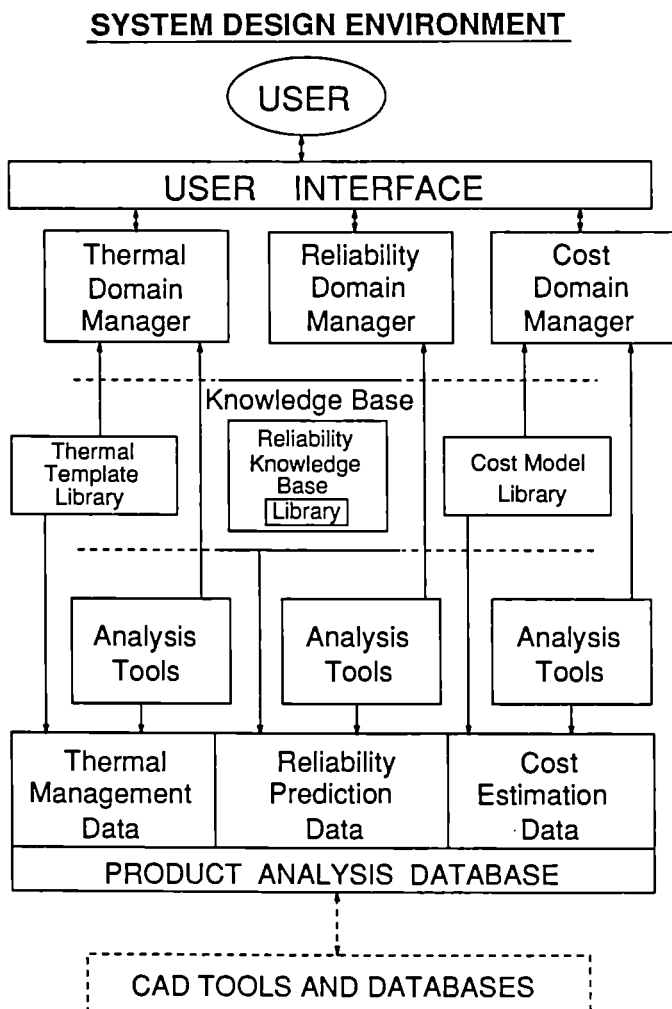 SYSTEM DESIGN ENVIRONMENT
USER
USER INTERFACE
Thermal
Domain
Manager
Reliability
Domain
Manager
Cost
Domain
Manager
Knowledge Base
Thermal
Template
Library
Reliability
Knowledge
Base
Library
Cost Model
Library
Analysis
Tools
Analysis
Tools
Analysis
Tools
Thermal
Management
Data
Reliability
Prediction
Data
Cost
Estimation
Data
PRODUCT ANALYSIS DATABASE
CAD TOOLS AND DATABASES